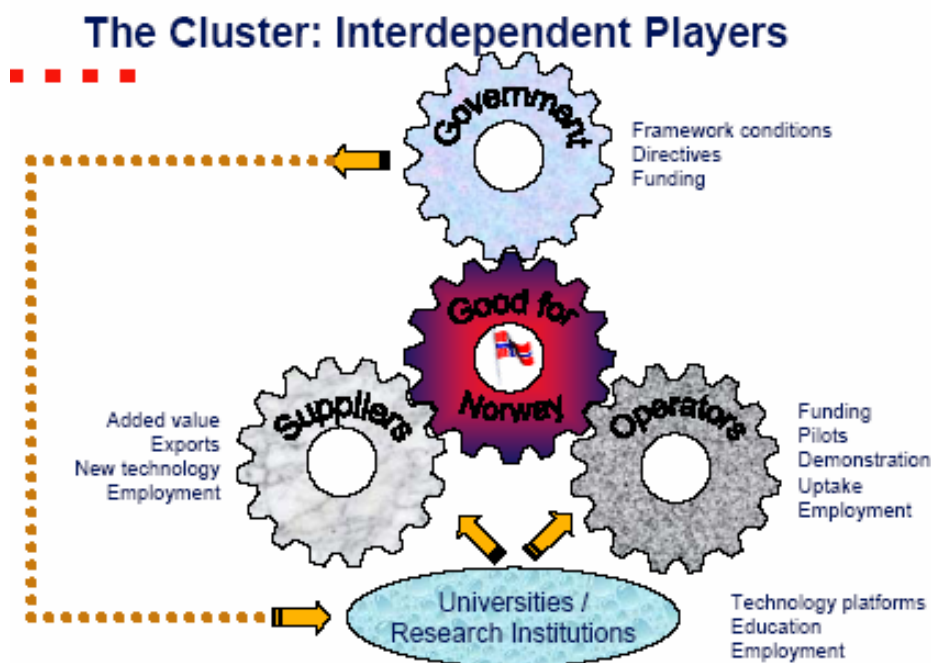 The Cluster: Interdependent Players
Government
Framework conditions
Directives
Funding
Good for
Norway
Suppliers
Added value
Exports
New technology
Employment
Operators
Funding
Pilots
Demonstration
Uptake
Employment
Universities /
Research Institutions
Technology platforms
Education
Employment